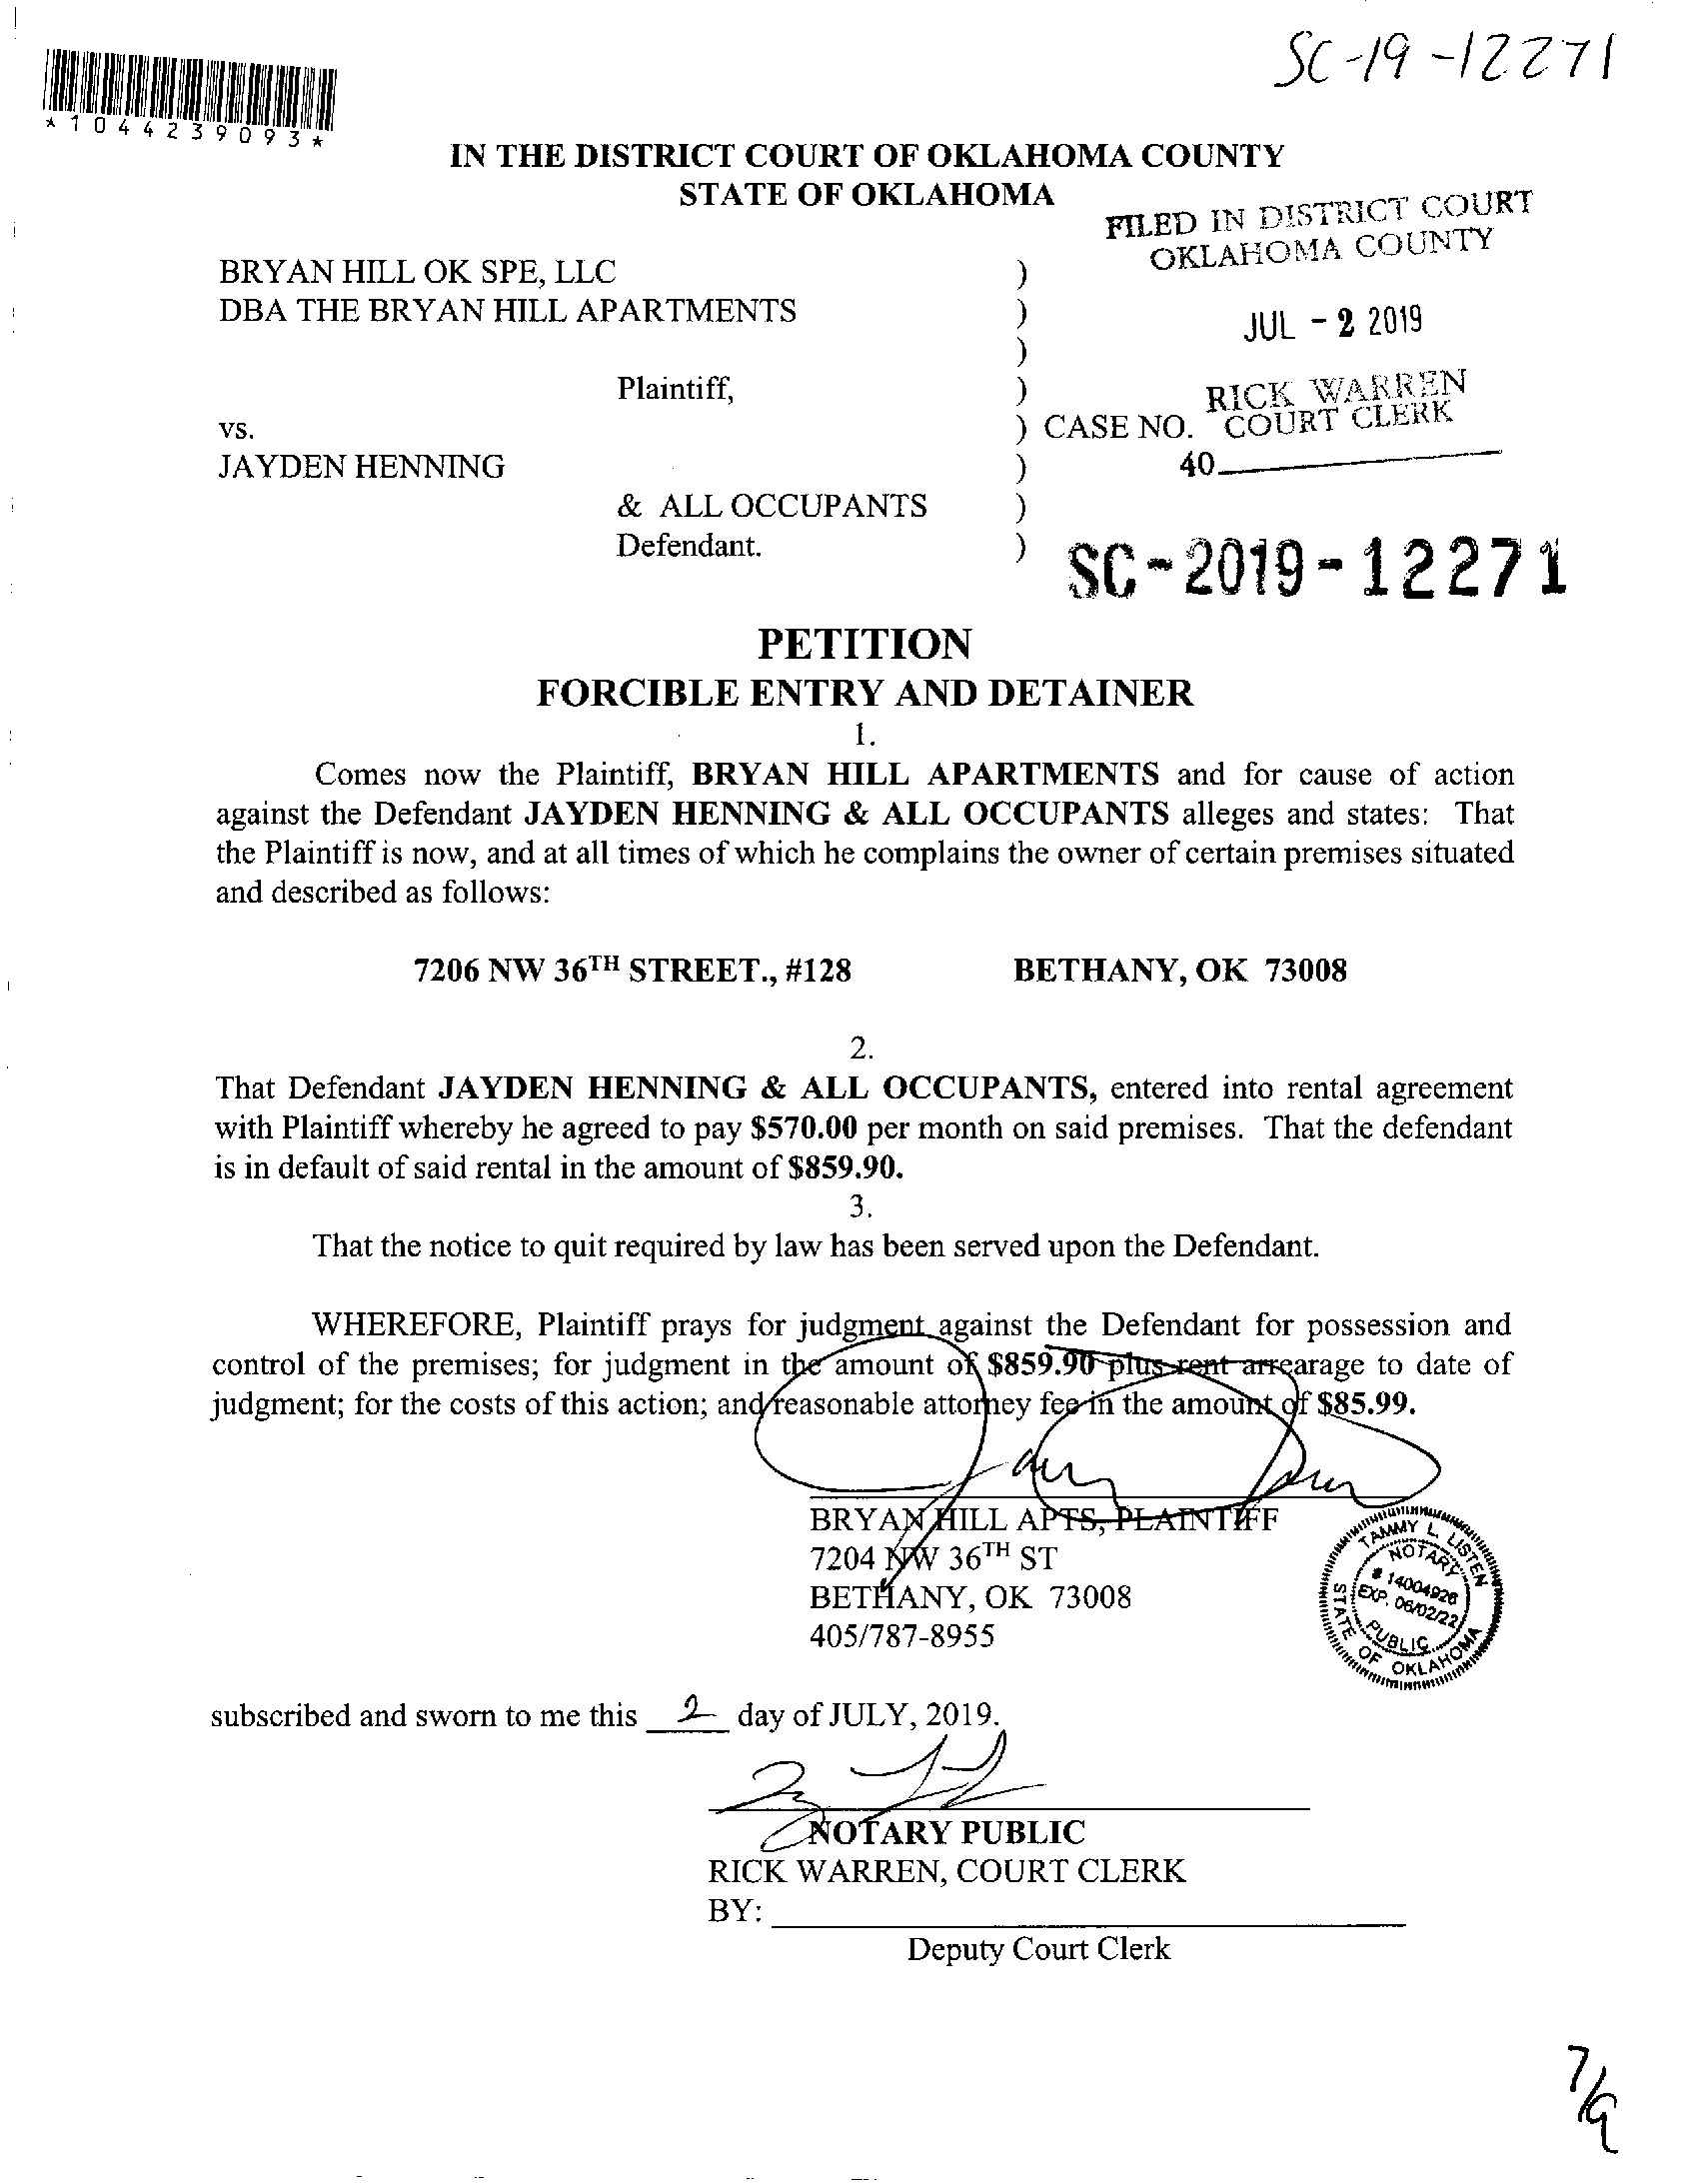 SC-19-12271
*1044239093*
IN THE DISTRICT COURT OF OKLAHOMA COUNTY
STATE OF OKLAHOMA
FILED IN DISTRICT COURT
OKLAHOMA COUNTY
BRYAN HILL OK SPE, LLC )
DBA THE BRYAN HILL APARTMENTS )
JUL - 2 2019
)
Plaintiff, )
RICK WARREN
vs. ) CASE NO. COURT CLERK
JAYDEN HENNING ) 40
& ALL OCCUPANTS )
Defendant. )
SC-2019-12271
PETITION
FORCIBLE ENTRY AND DETAINER
1.
Comes now the Plaintiff, BRYAN HILL APARTMENTS and for cause of action
against the Defendant JAYDEN HENNING & ALL OCCUPANTS alleges and states: That
the Plaintiff is now, and at all times of which he complains the owner of certain premises situated
and described as follows:
7206 NW 36TH STREET., #128 BETHANY, OK 73008
2.
That Defendant JAYDEN HENNING & ALL OCCUPANTS, entered into rental agreement
with Plaintiff whereby he agreed to pay $570.00 per month on said premises. That the defendant
is in default of said rental in the amount of $859.90.
3.
That the notice to quit required by law has been served upon the Defendant.
WHEREFORE, Plaintiff prays for judgment against the Defendant for possession and
control of the premises; for judgment in the amount of $859.90 plus rent arrearage to date of
judgment; for the costs of this action; and reasonable attorney fee in the amount of $85.99.
BRYAN HILL APTS, PLAINTIFF
7204 NW 36TH ST
BETHANY, OK 73008
405/787-8955
TAMMY L. LISTEN
NOTARY
# 14004926
EXP. 06/02/22
PUBLIC
STATE OF OKLAHOMA
subscribed and sworn to me this 2 day of JULY, 2019.
NOTARY PUBLIC
RICK WARREN, COURT CLERK
BY:
Deputy Court Clerk
7/9